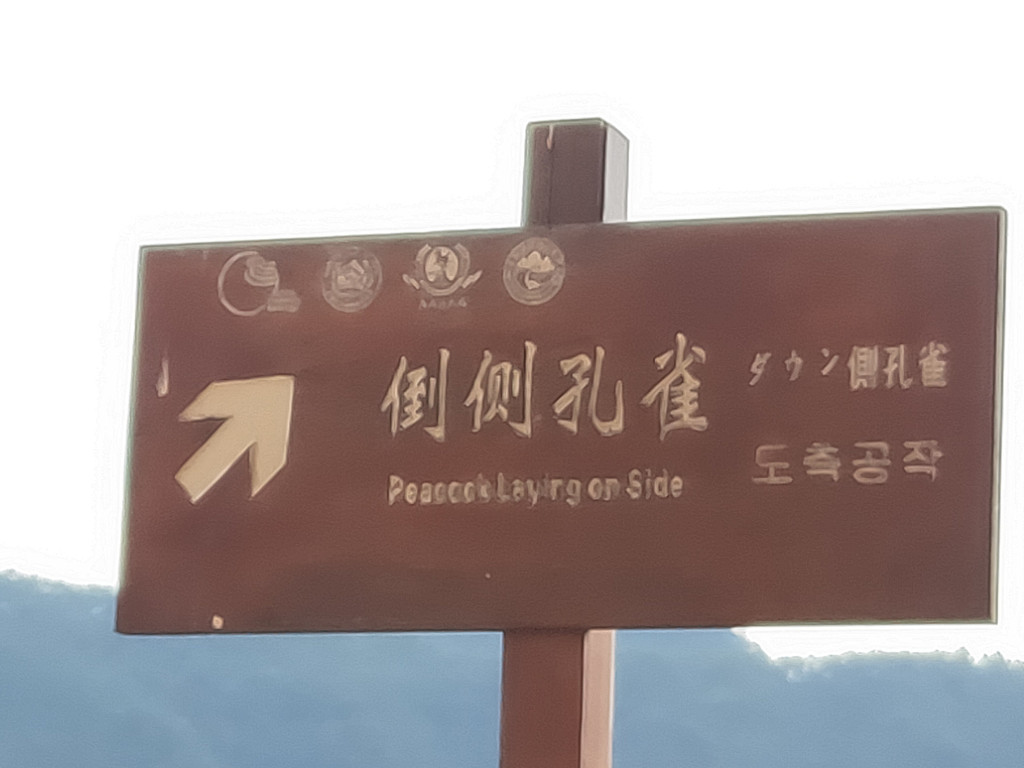 倒侧孔雀
Peacock Laying on Side
ダウン側孔雀
도측공작